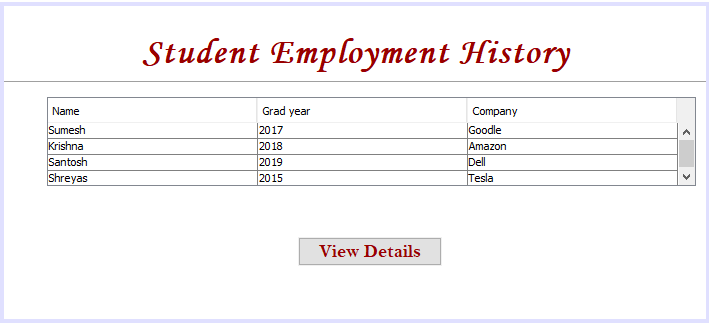 Student Employment History
Name Grad year Company
Sumesh 2017 Goodle
Krishna 2018 Amazon
Santosh 2019 Dell
Shreyas 2015 Tesla
View Details